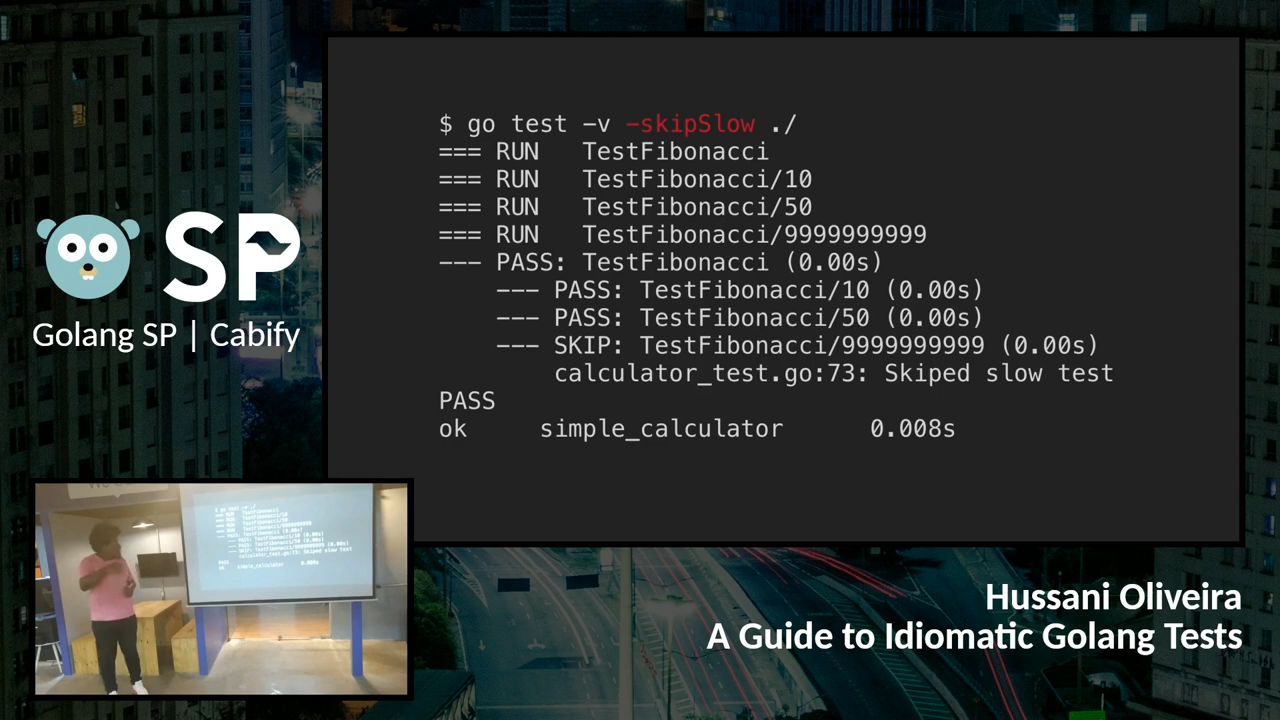 $ go test -v -skipSlow ./
=== RUN   TestFibonacci
=== RUN   TestFibonacci/10
=== RUN   TestFibonacci/50
=== RUN   TestFibonacci/9999999999
--- PASS: TestFibonacci (0.00s)
    --- PASS: TestFibonacci/10 (0.00s)
    --- PASS: TestFibonacci/50 (0.00s)
    --- SKIP: TestFibonacci/9999999999 (0.00s)
        calculator_test.go:73: Skiped slow test
PASS
ok     simple_calculator      0.008s
SP
Golang SP | Cabify
Hussani Oliveira
A Guide to Idiomatic Golang Tests